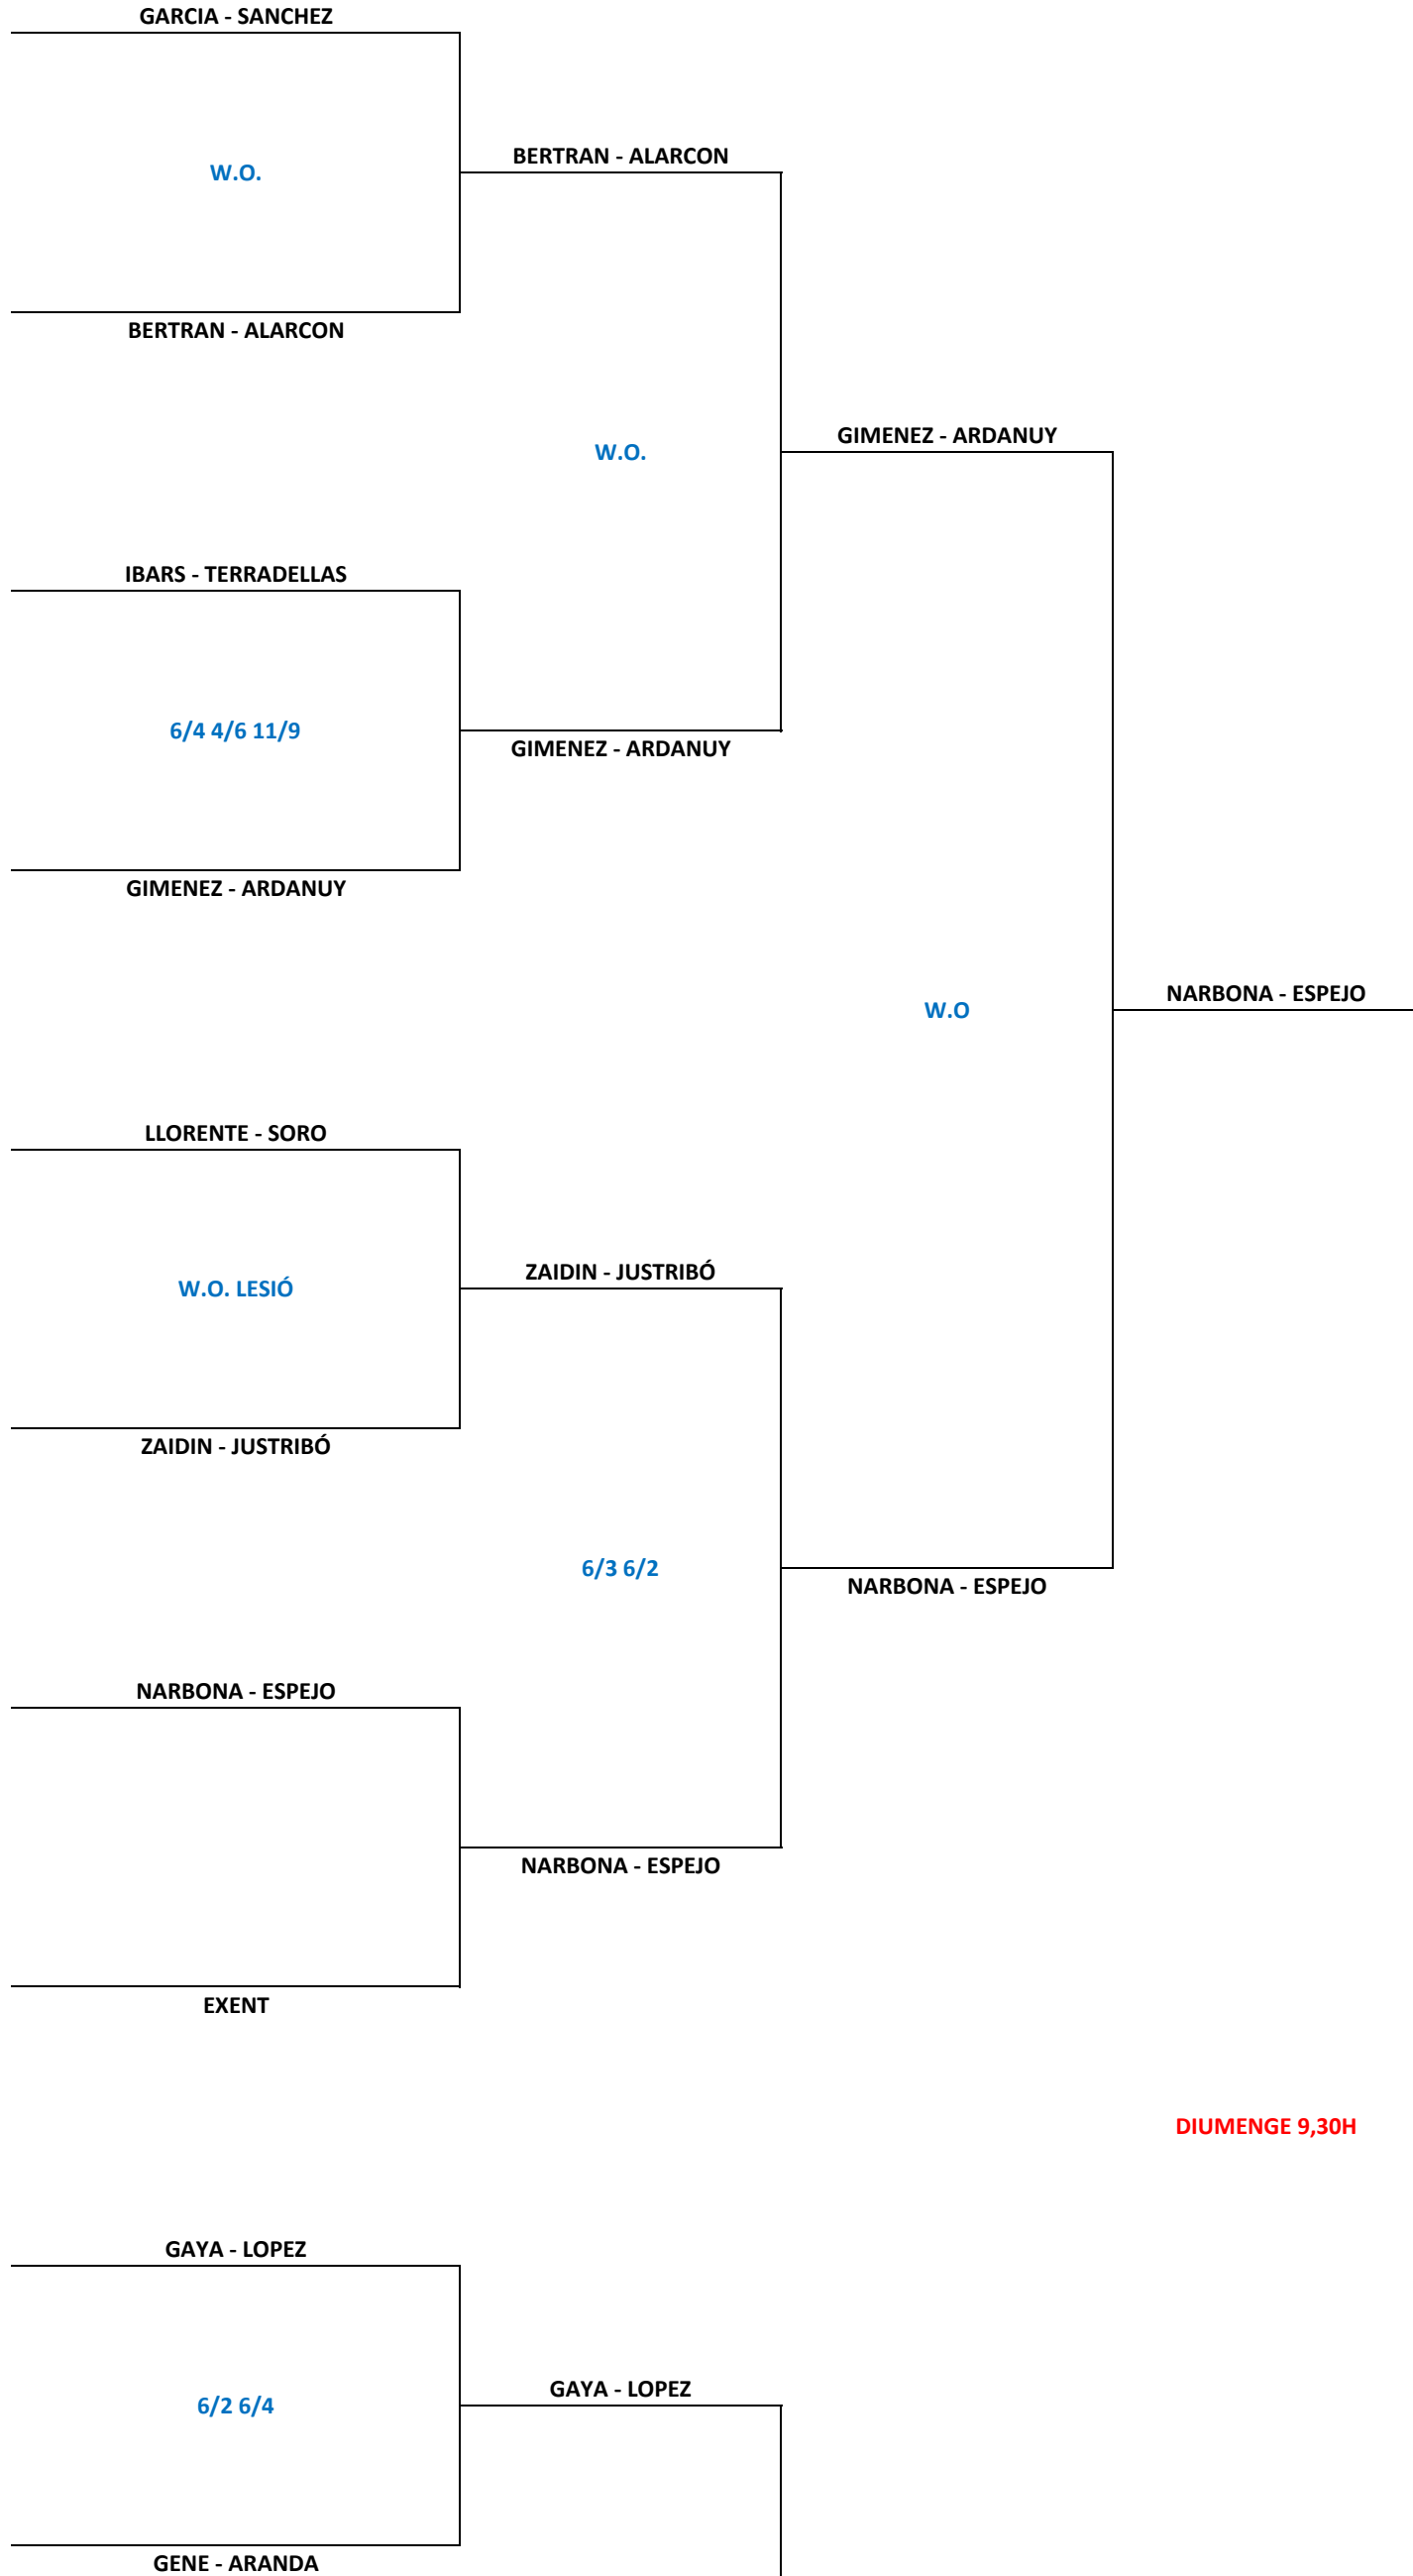 GARCIA - SANCHEZ
W.O.
BERTRAN - ALARCON
BERTRAN - ALARCON
W.O.
GIMENEZ - ARDANUY
IBARS - TERRADELLAS
6/4 4/6 11/9
GIMENEZ - ARDANUY
GIMENEZ - ARDANUY
W.O
NARBONA - ESPEJO
LLORENTE - SORO
W.O. LESIÓ
ZAIDIN - JUSTRIBÓ
ZAIDIN - JUSTRIBÓ
6/3 6/2
NARBONA - ESPEJO
NARBONA - ESPEJO
NARBONA - ESPEJO
EXENT
DIUMENGE 9,30H
GAYA - LOPEZ
6/2 6/4
GAYA - LOPEZ
GENE - ARANDA